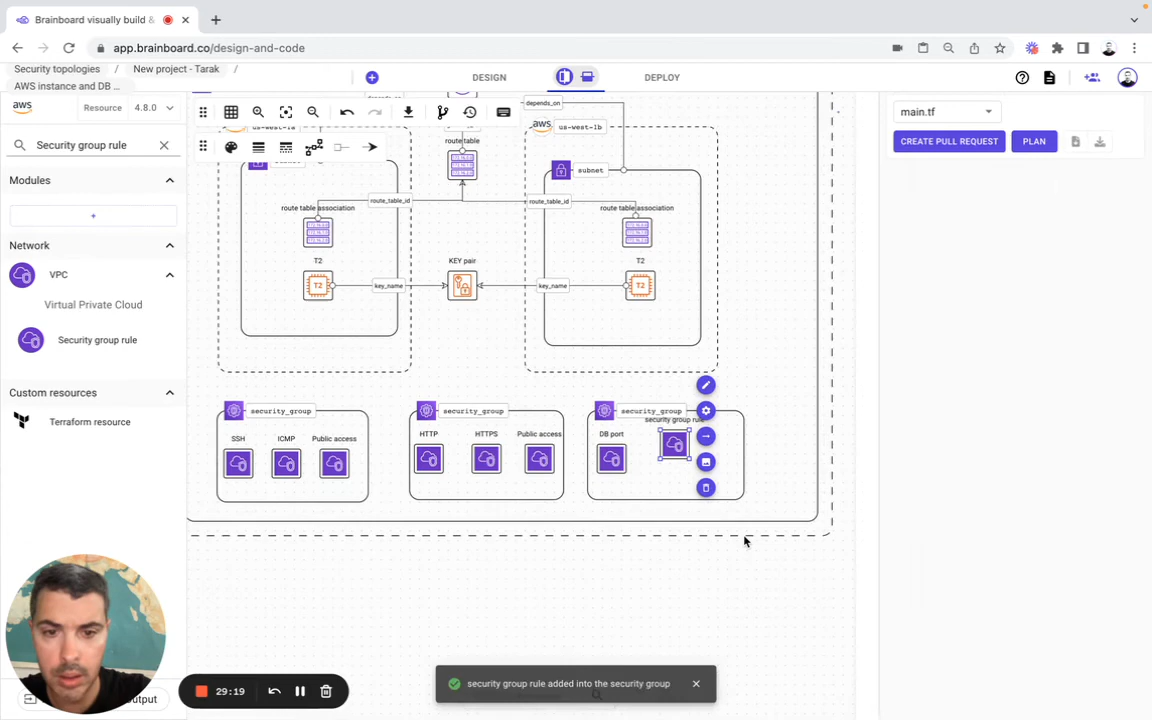 Brainboard visually build &
app.brainboard.co/design-and-code
Security topologies / New project - Tarak /
AWS instance and DB ...
DESIGN
DEPLOY
aws
Resource 4.8.0
main.tf
CREATE PULL REQUEST
PLAN
Security group rule
Modules
+
Network
VPC
Virtual Private Cloud
Security group rule
Custom resources
Terraform resource
depends_on
aws
us-west-1b
route table
subnet
route table association
route_table_id
route_table_id
route table association
T2
KEY pair
T2
T2
key_name
key_name
T2
security_group
security_group
security_group
security group rule
SSH
ICMP
Public access
HTTP
HTTPS
Public access
DB port
29:19
security group rule added into the security group